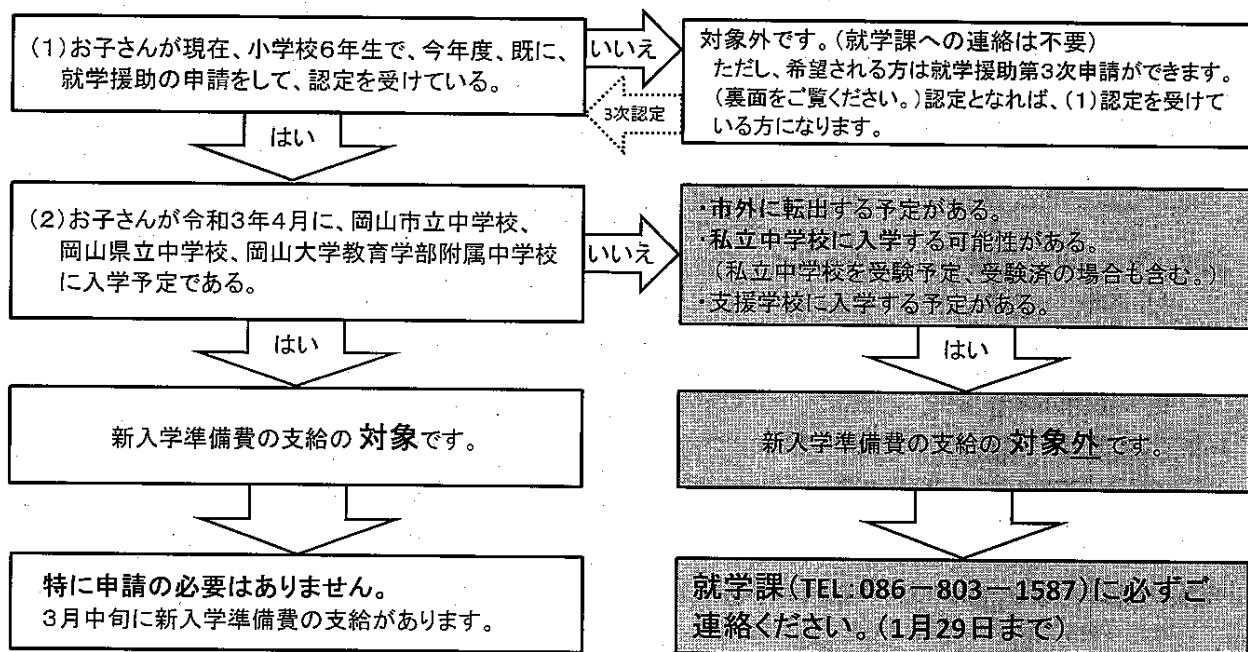 (1)お子さんが現在、小学校6年生で、今年度、既に、
就学援助の申請をして、認定を受けている。
いいえ
対象外です。(就学課への連絡は不要)
ただし、希望される方は就学援助第3次申請ができます。
(裏面をご覧ください。)認定となれば、(1)認定を受けて
いる方になります。
3次認定
はい
(2)お子さんが令和3年4月に、岡山市立中学校、
岡山県立中学校、岡山大学教育学部附属中学校
に入学予定である。
いいえ
・市外に転出する予定がある。
・私立中学校に入学する可能性がある。
(私立中学校を受験予定、受験済の場合も含む。)
・支援学校に入学する予定がある。
はい
はい
新入学準備費の支給の 対象です。
新入学準備費の支給の 対象外です。
特に申請の必要はありません。
3月中旬に新入学準備費の支給があります。
就学課(TEL:086-803-1587)に必ずご
連絡ください。(1月29日まで)